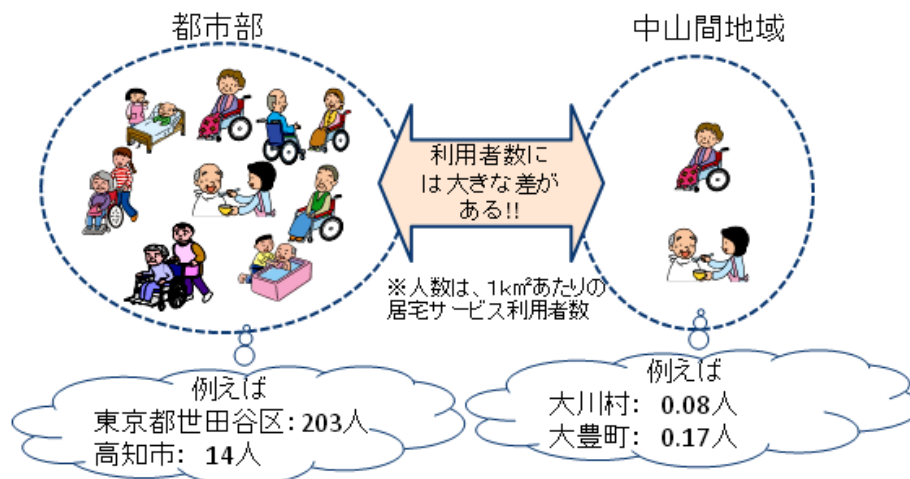 都市部
中山間地域
利用者数に
は大きな差が
ある!!
※人数は、1k㎡あたりの
居宅サービス利用者数
例えば
東京都世田谷区：203人
高知市： 14人
例えば
大川村： 0.08人
大豊町： 0.17人